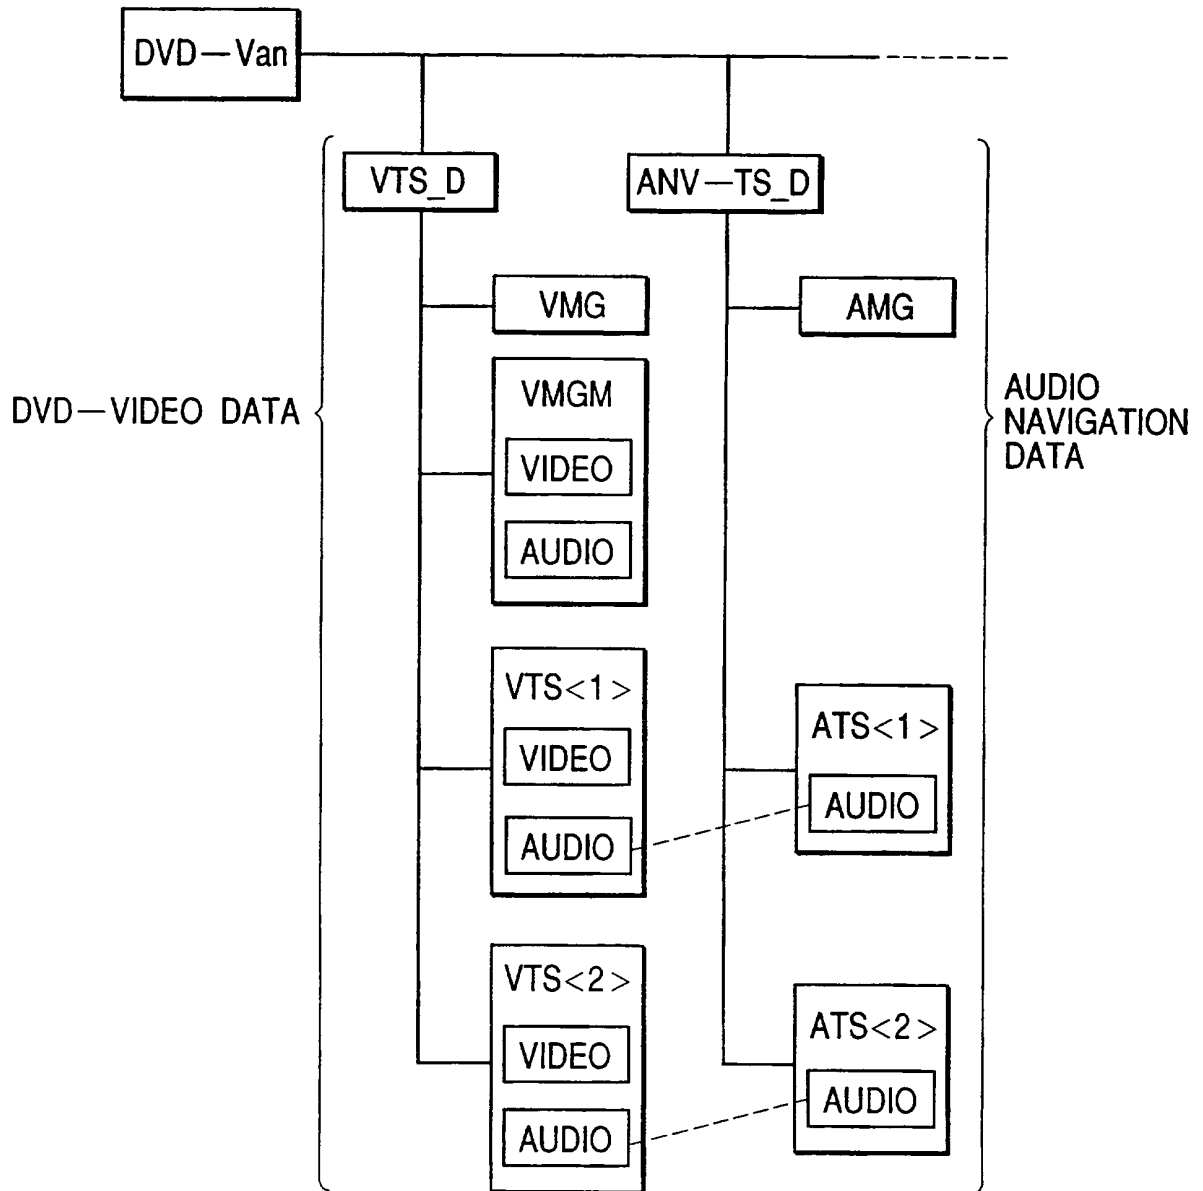 DVD—Van
VTS_D
ANV—TS_D
VMG
AMG
VMGM
VIDEO
AUDIO
DVD—VIDEO DATA
AUDIO
NAVIGATION
DATA
VTS<1>
VIDEO
AUDIO
ATS<1>
AUDIO
VTS<2>
VIDEO
AUDIO
ATS<2>
AUDIO